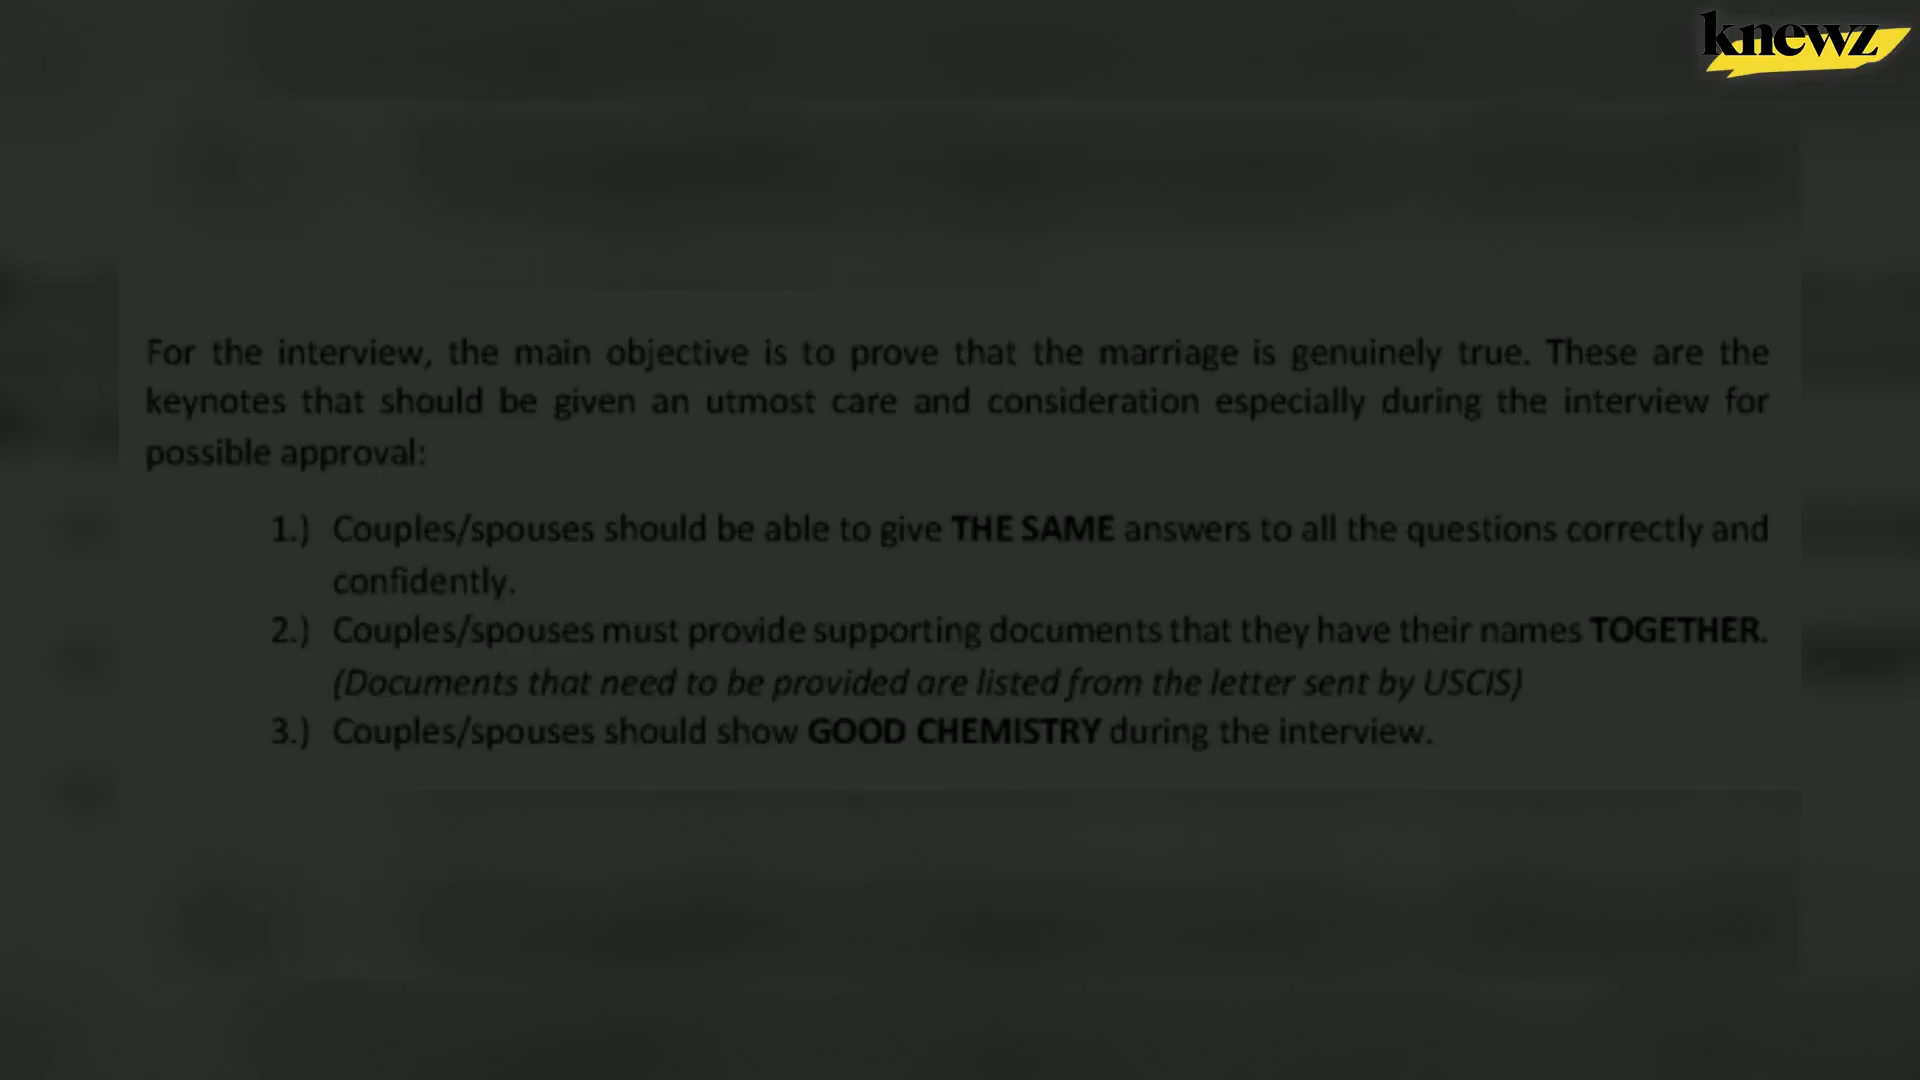 knewz
For the interview, the main objective is to prove that the marriage is genuinely true. These are the
keynotes that should be given an utmost care and consideration especially during the interview for
possible approval:
1.) Couples/spouses should be able to give THE SAME answers to all the questions correctly and
confidently.
2.) Couples/spouses must provide supporting documents that they have their names TOGETHER.
(Documents that need to be provided are listed from the letter sent by USCIS)
3.) Couples/spouses should show GOOD CHEMISTRY during the interview.